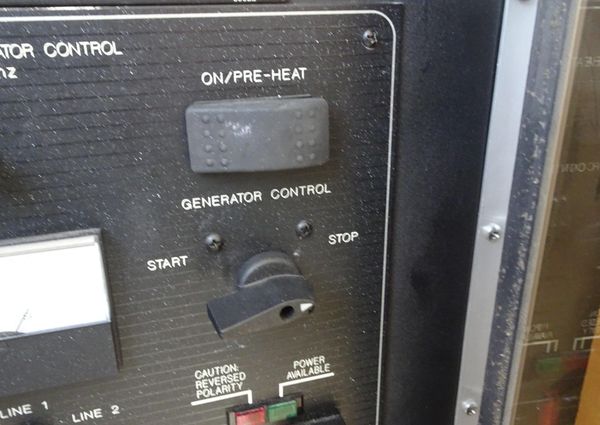 ATOR CONTROL
ON/PRE-HEAT
GENERATOR CONTROL
START
STOP
CAUTION:
REVERSED
POLARITY
POWER
AVAILABLE
LINE 1
LINE 2